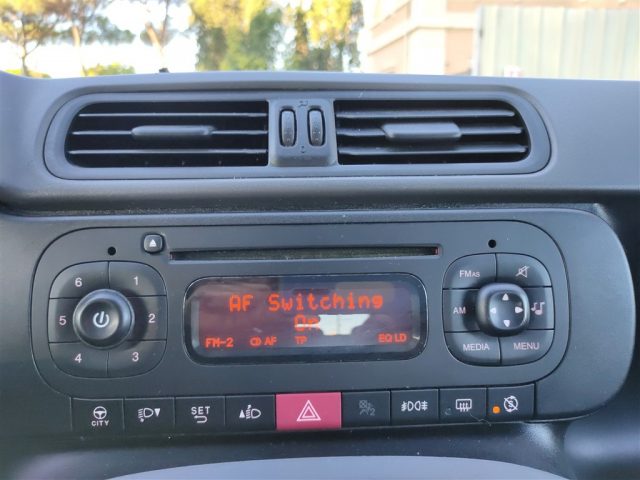 6 1
5 2
4 3
AF Switching
On
FM-2 AF TP EQ LD
FMAS
AM
MEDIA MENU
CITY
SET
2